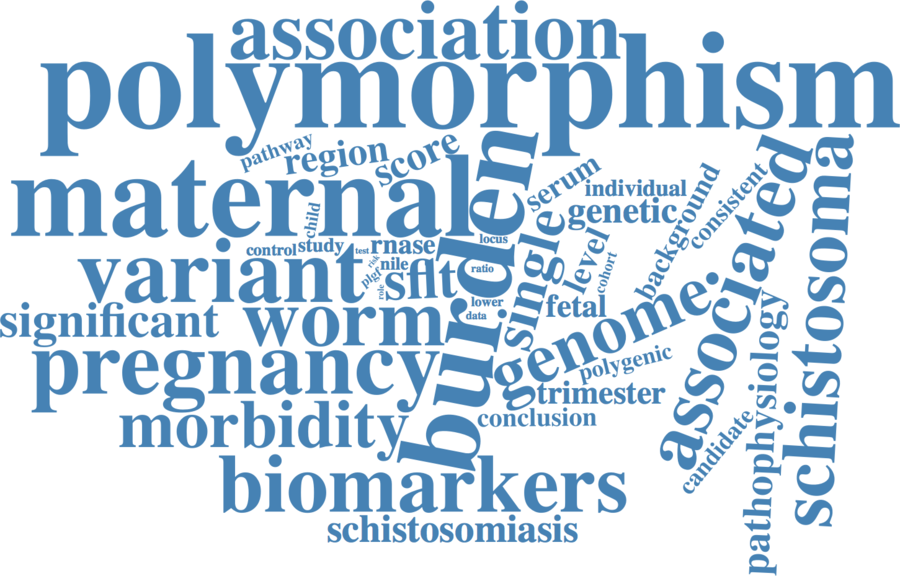 association
polymorphism
pathway
region
score
maternal
burden
serum
individual
genetic
child
control
study
test
rnase
locus
single
level
cohort
background
consistent
associated
schistosoma
variant
risk
plgf
nile
role
sflt
ratio
lower
data
fetal
significant
worm
genome.
polygenic
pregnancy
trimester
morbidity
conclusion
candidate
pathophysiology
biomarkers
schistosomiasis